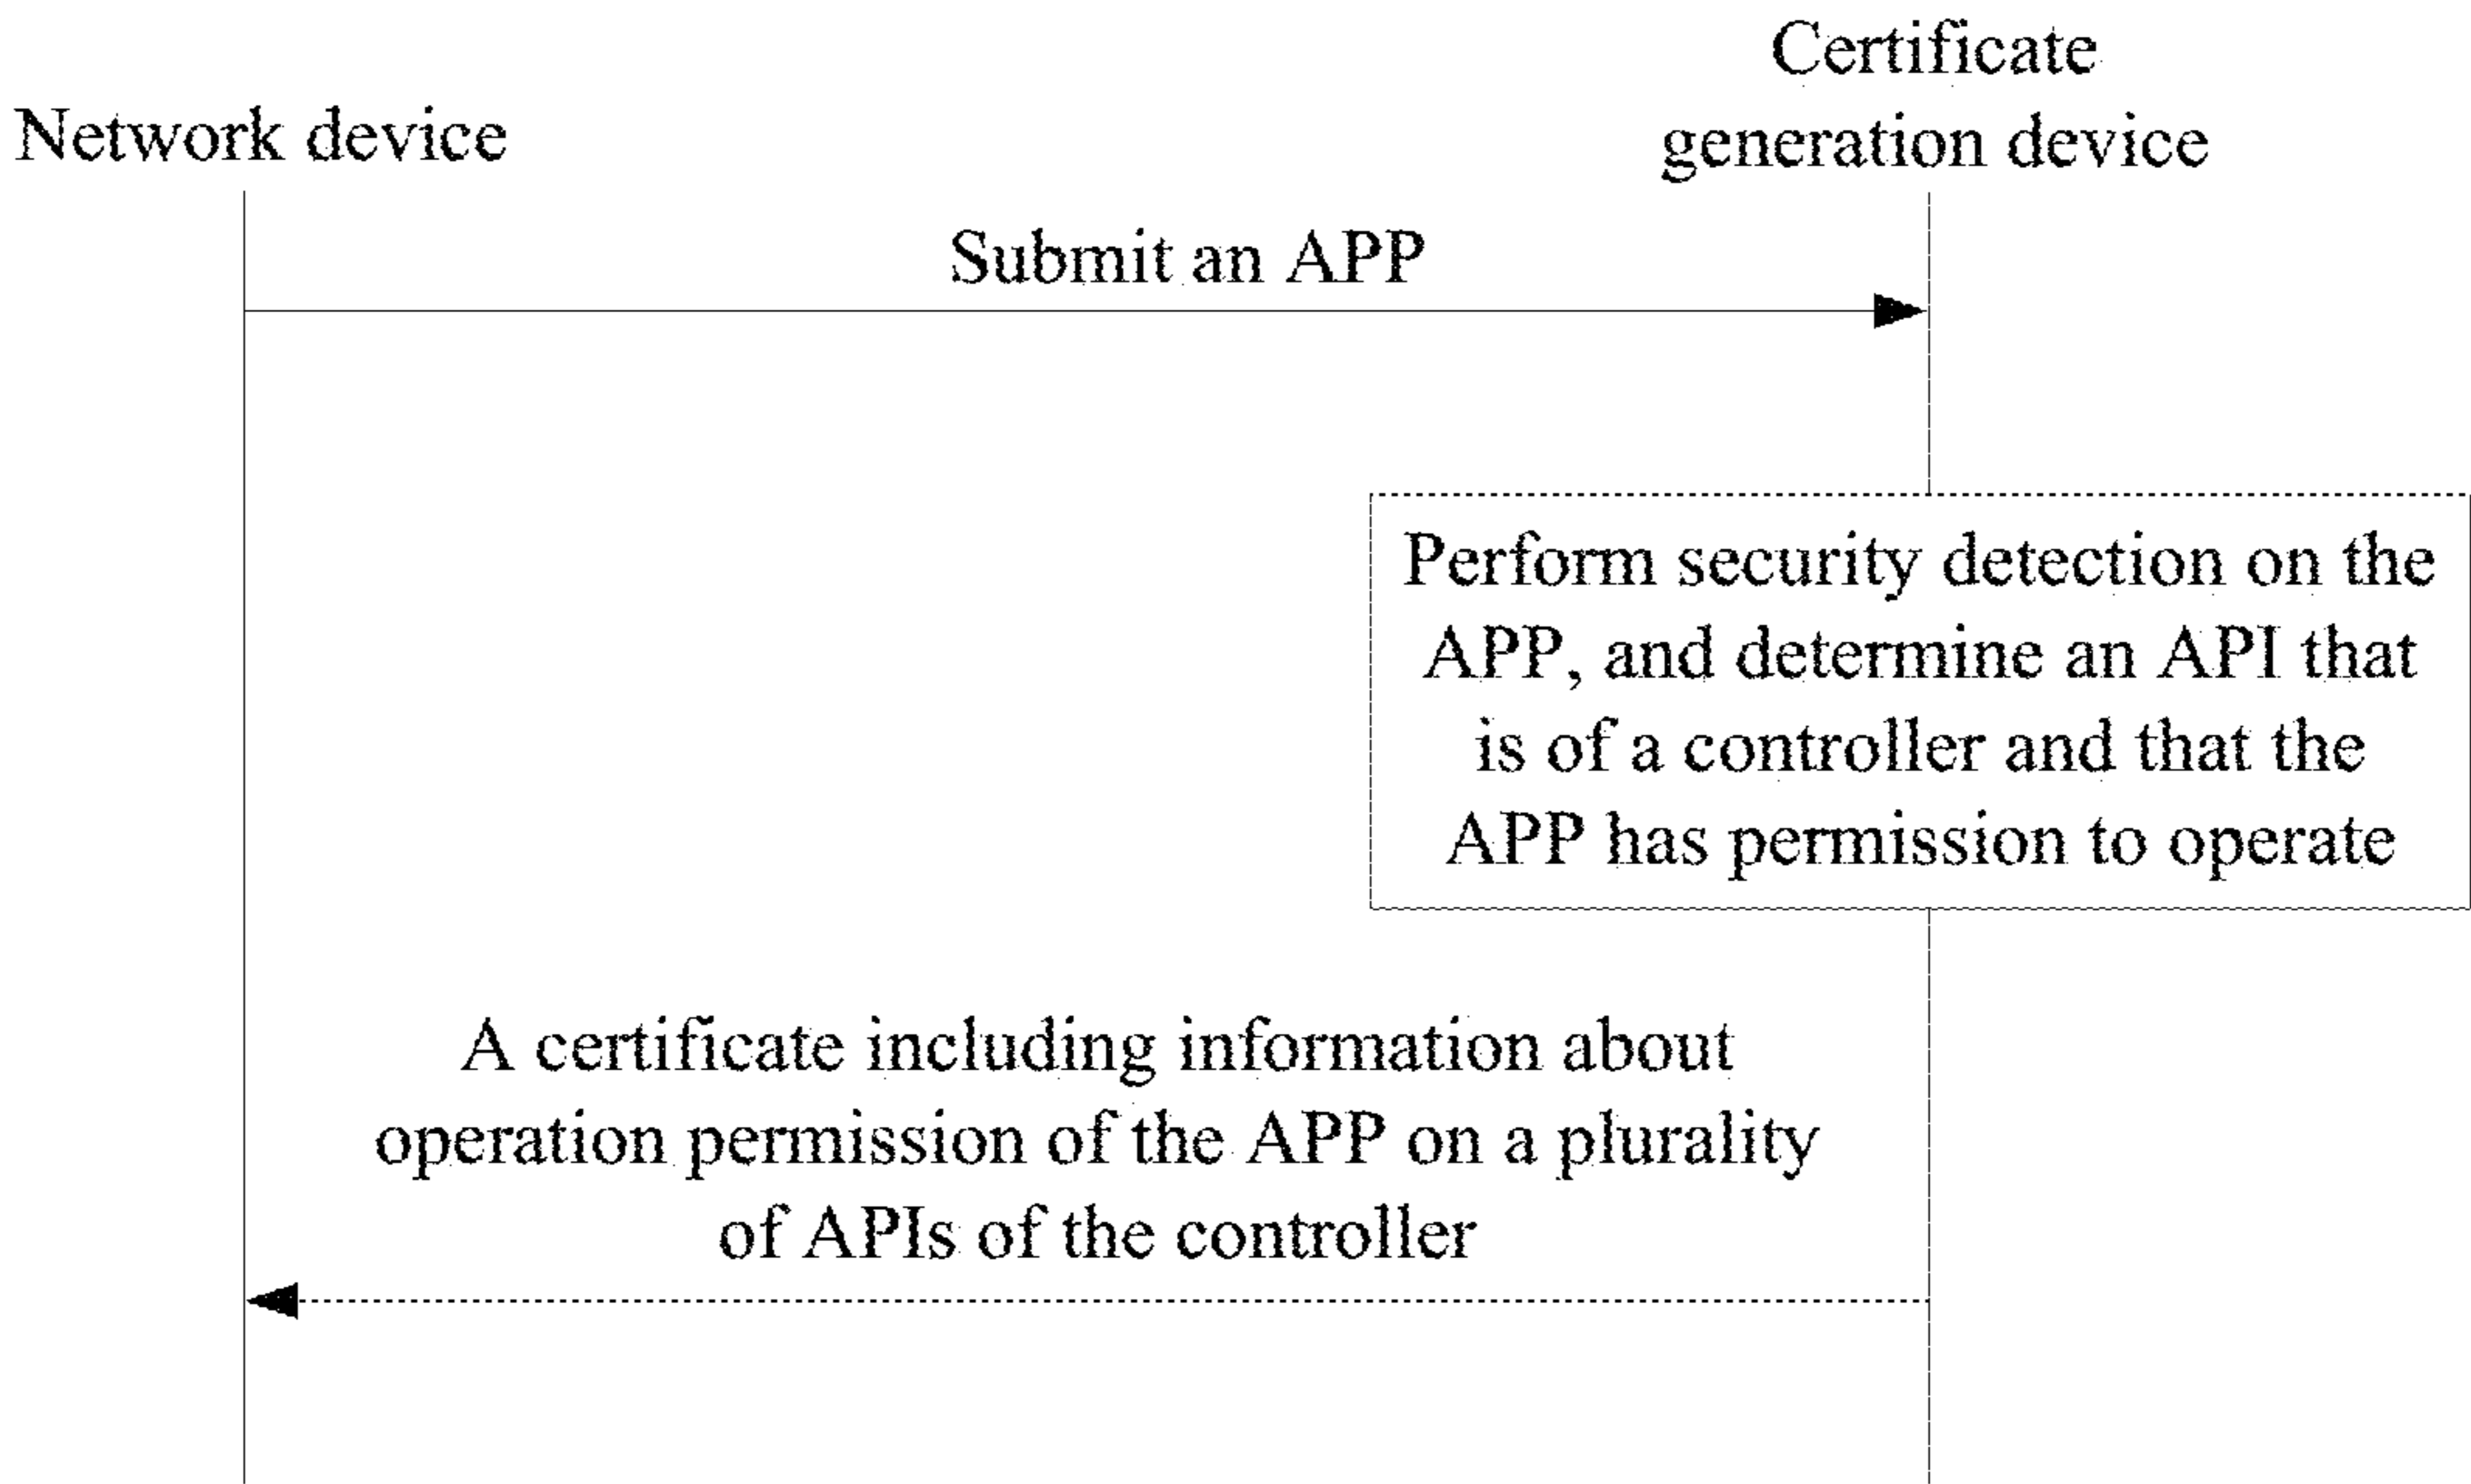 Network device
Certificate
generation device
Submit an APP
Perform security detection on the
APP, and determine an API that
is of a controller and that the
APP has permission to operate
A certificate including information about
operation permission of the APP on a plurality
of APIs of the controller